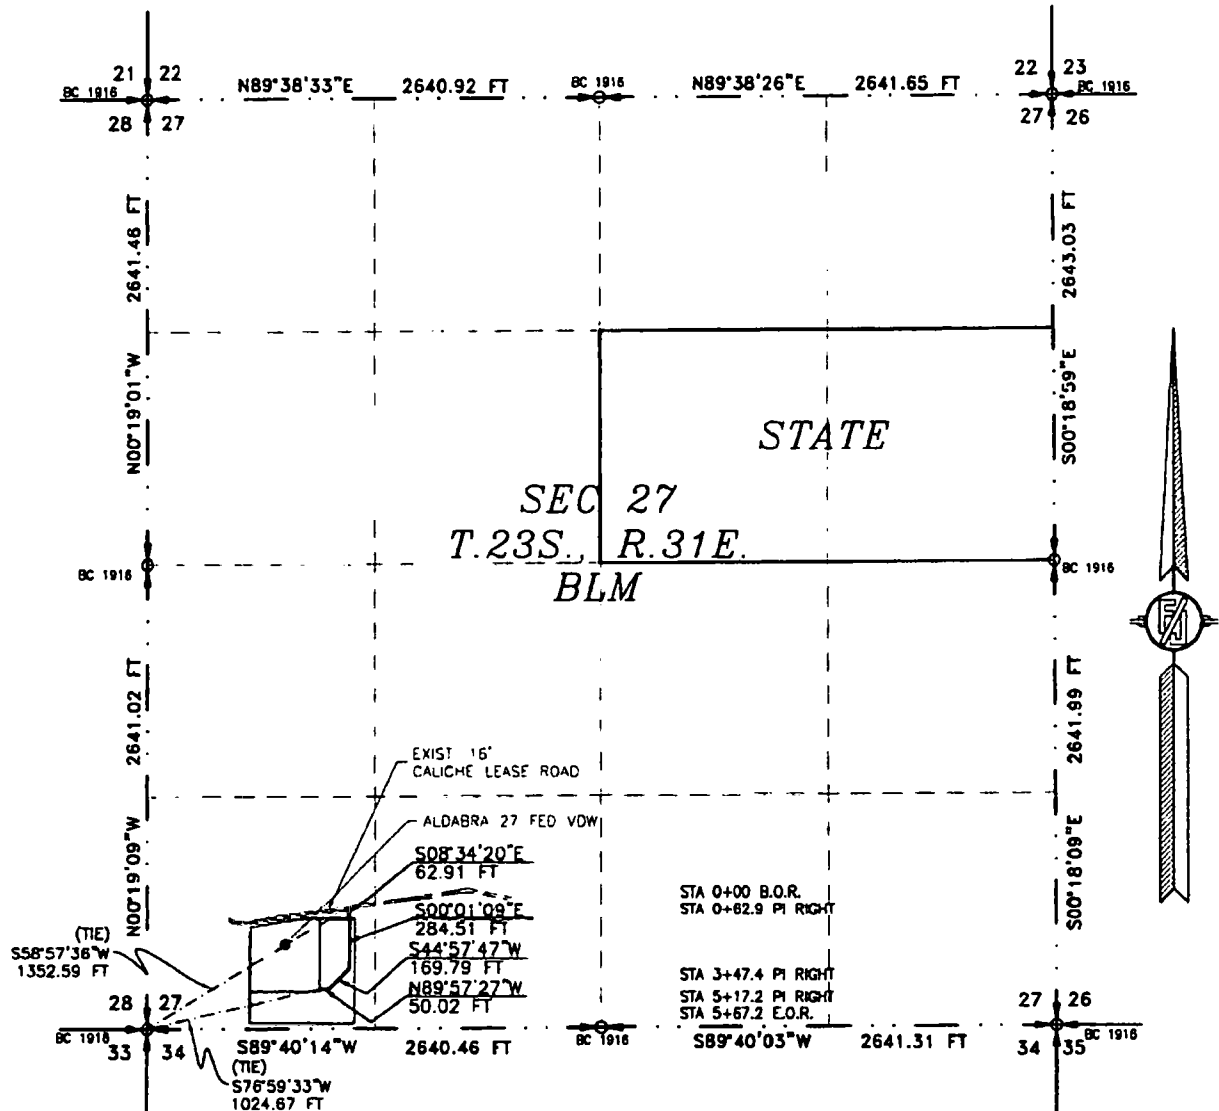 21 22
N89°38'33"E 2640.92 FT
BC 1916
N89°38'26"E 2641.65 FT
22 23
BC 1916
BC 1916
28 27
27 26
2641.46 FT
N00°19'01"W
2643.03 FT
S00°18'59"E
STATE
SEC 27
T.23S., R.31E.
BLM
BC 1916
BC 1916
2641.02 FT
N00°19'09"W
2641.99 FT
S00°18'09"E
EXIST 16'
CALICHE LEASE ROAD
ALDABRA 27 FED VDW
S08°34'20"E
62.91 FT
S00°01'09"E
284.51 FT
S44°57'47"W
169.79 FT
N89°57'27"W
50.02 FT
STA 0+00 B.O.R.
STA 0+62.9 PI RIGHT
STA 3+47.4 PI RIGHT
STA 5+17.2 PI RIGHT
STA 5+67.2 E.O.R.
(TIE)
S58°57'36"W
1352.59 FT
28 27
27 26
BC 1916
33 34
S89°40'14"W 2640.46 FT
BC 1916
S89°40'03"W 2641.31 FT
34 35
BC 1916
(TIE)
S76°59'33"W
1024.67 FT